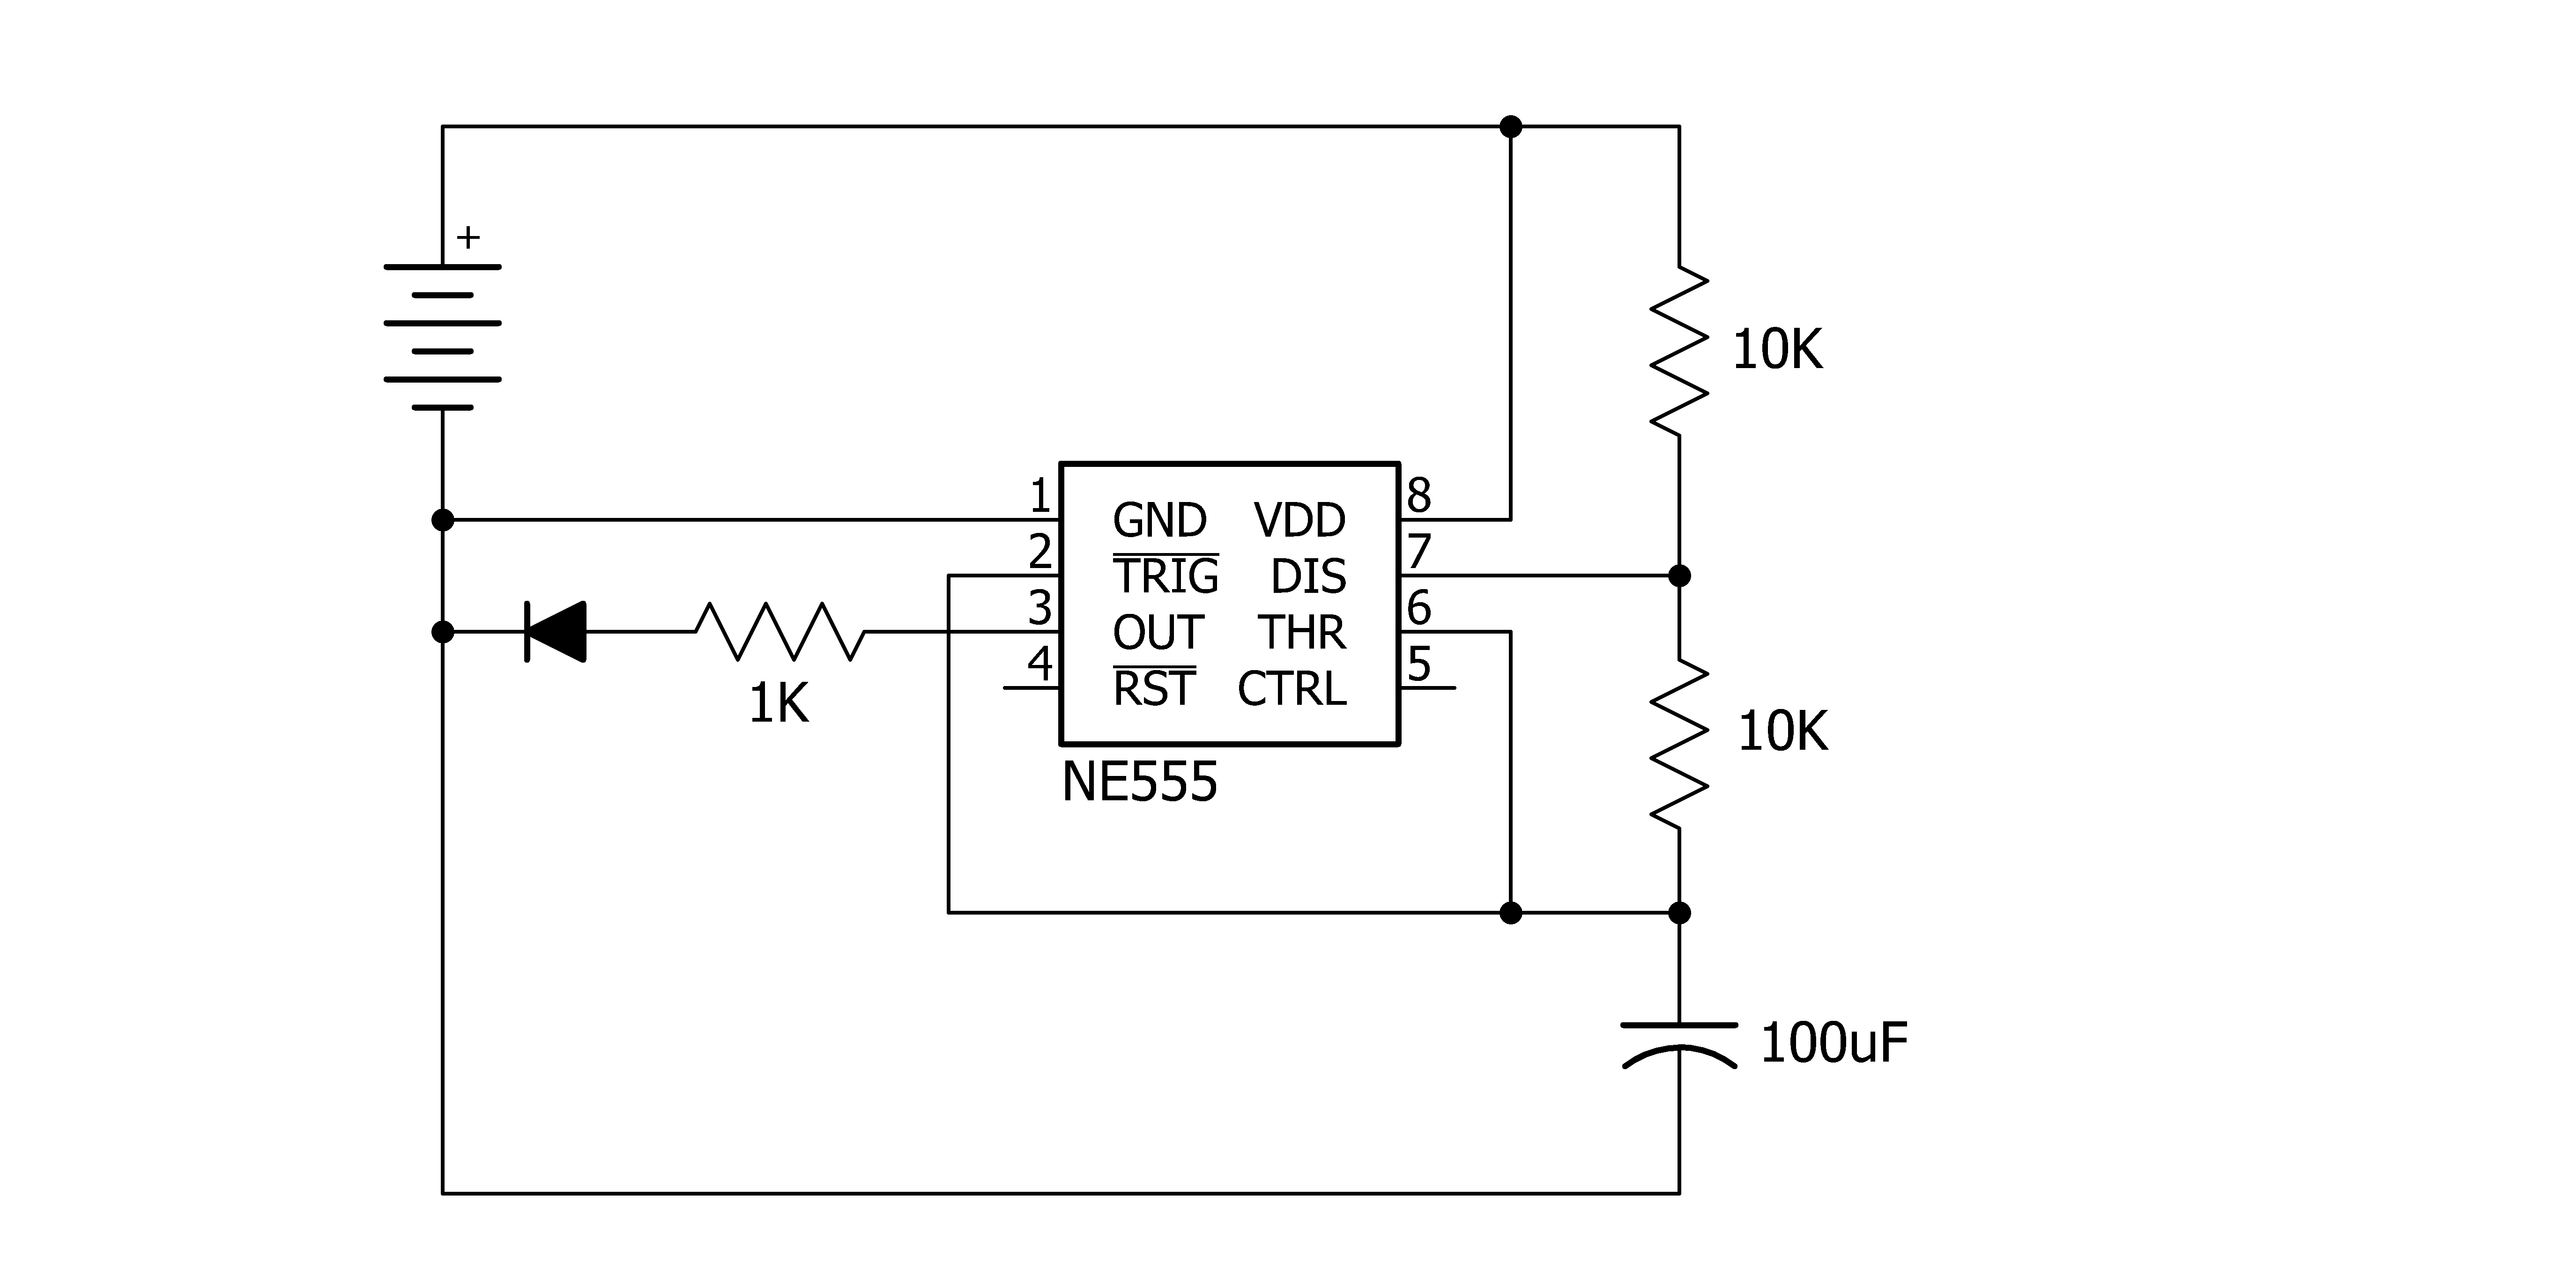 +
10K
1 GND VDD 8
2 TRIG DIS 7
3 OUT THR 6
4 RST CTRL 5
1K
10K
NE555
100uF